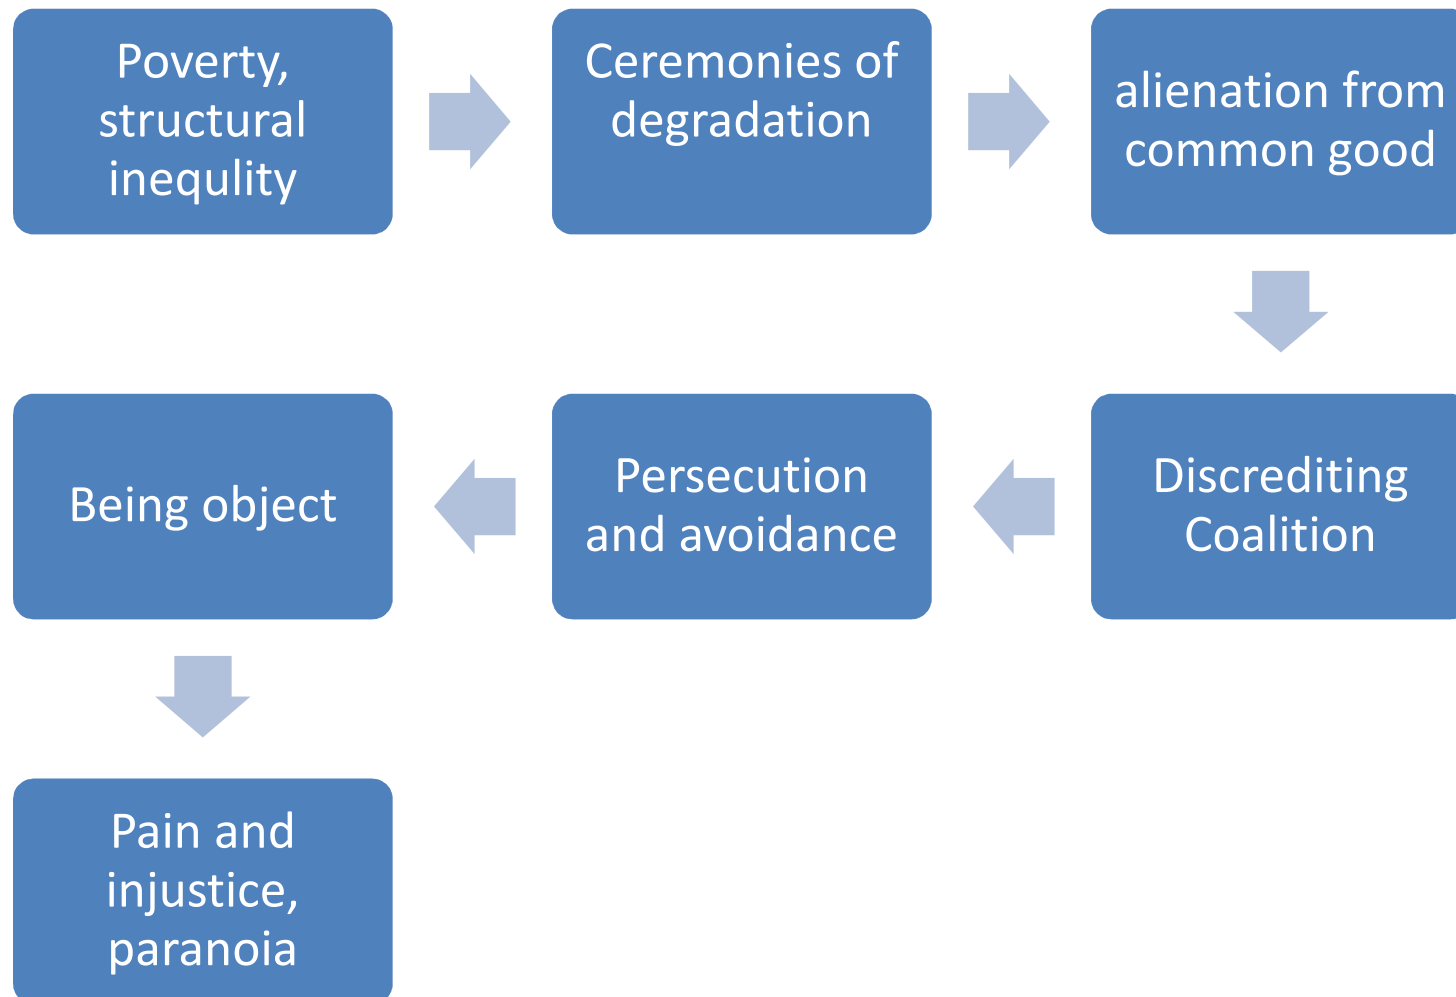 Poverty,
structural
inequlity
Ceremonies of
degradation
alienation from
common good
Discrediting
Coalition
Persecution
and avoidance
Being object
Pain and
injustice,
paranoia